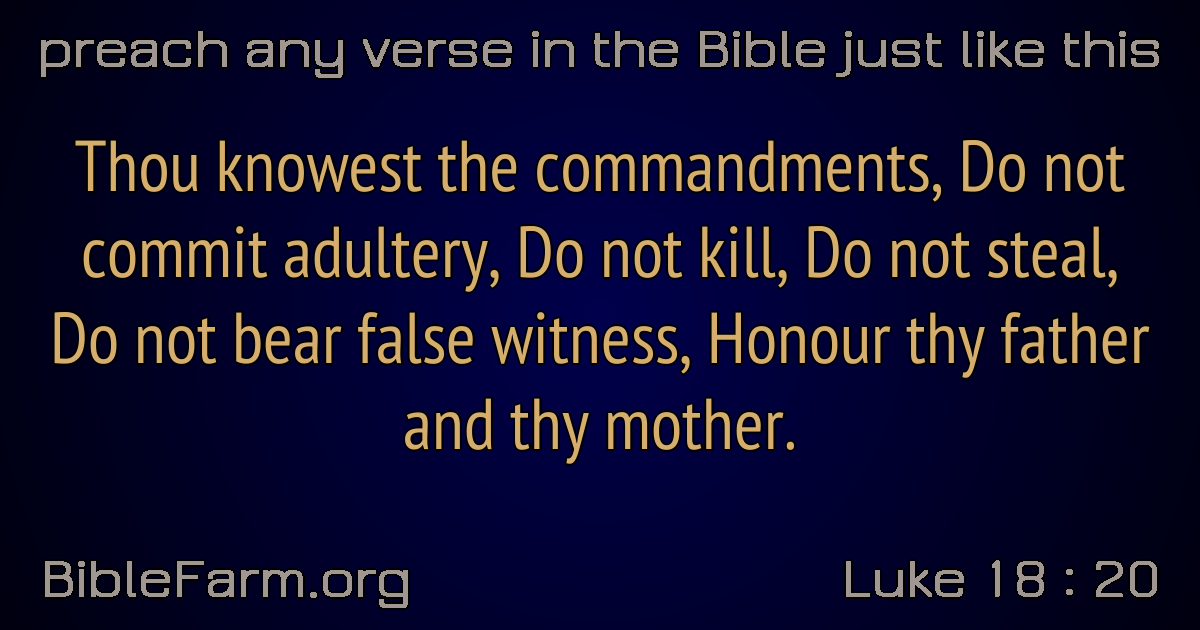 preach any verse in the Bible just like this
Thou knowest the commandments, Do not
commit adultery, Do not kill, Do not steal,
Do not bear false witness, Honour thy father
and thy mother.
BibleFarm.org
Luke 18 : 20